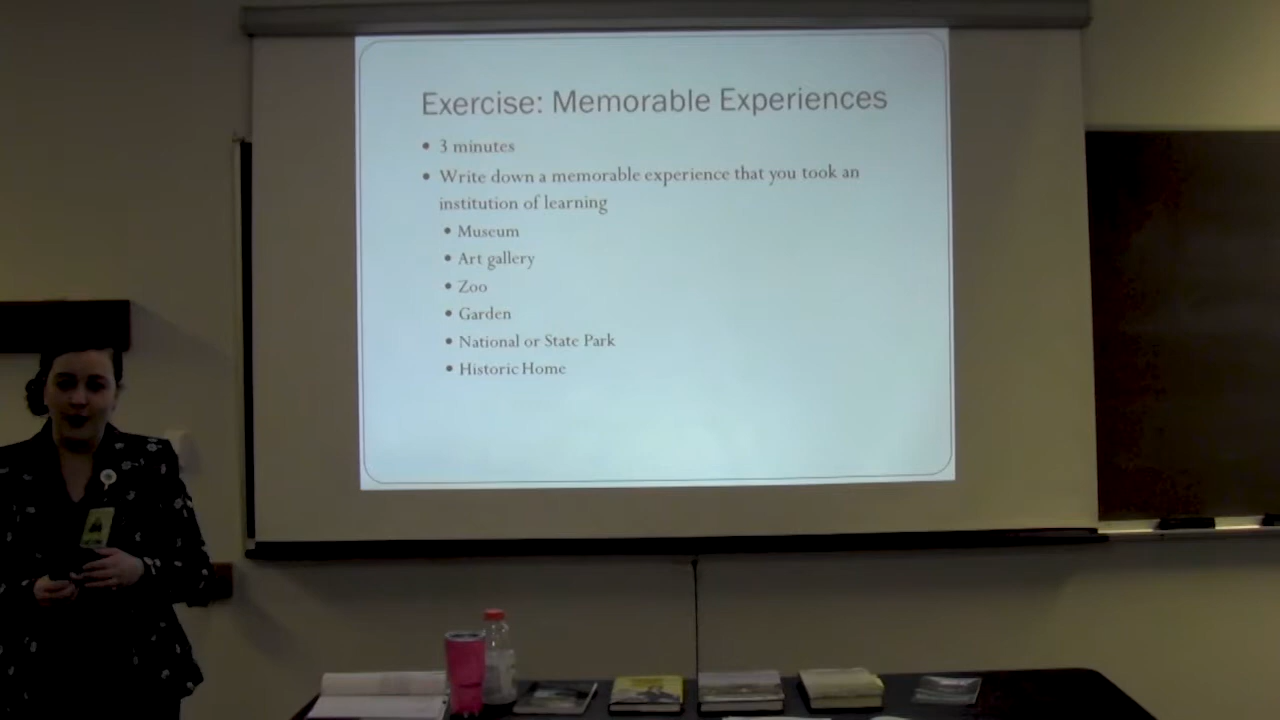 Exercise: Memorable Experiences
• 3 minutes
• Write down a memorable experience that you took an
institution of learning
• Museum
• Art gallery
• Zoo
• Garden
• National or State Park
• Historic Home